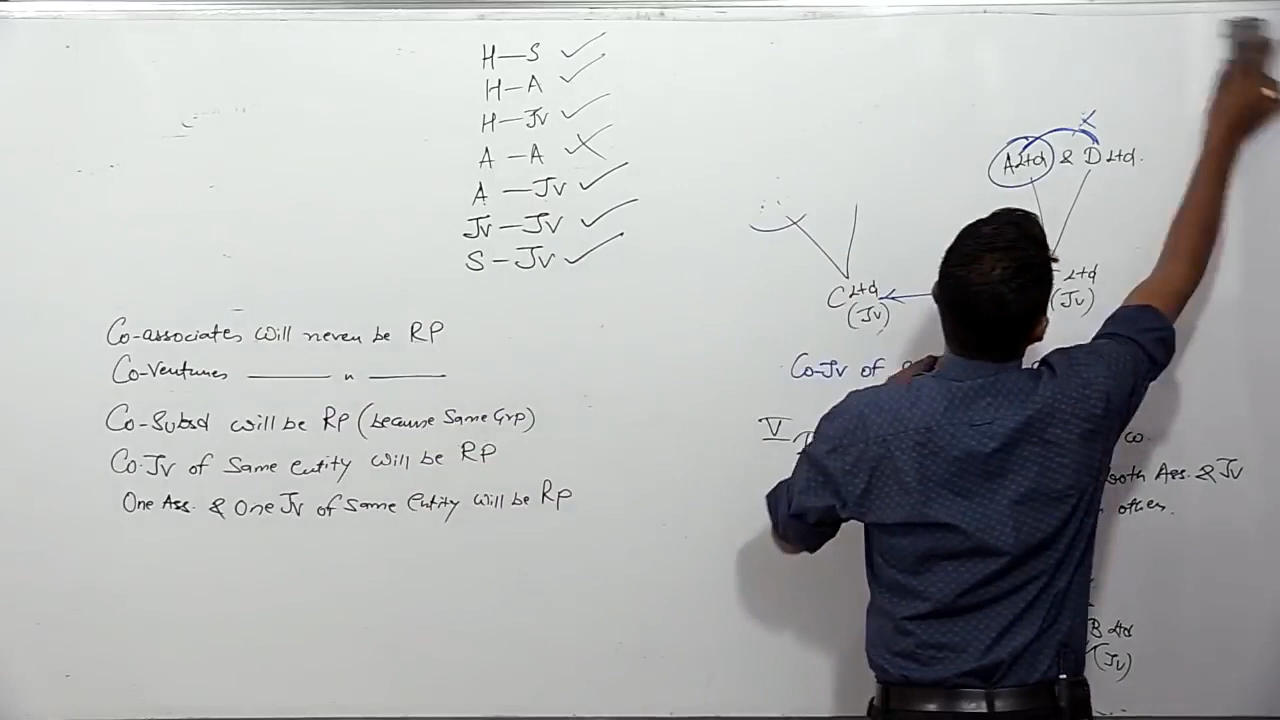 H—S ✓
H—A ✓
H—Jv ✓
A—A ✗
A—Jv ✓
Jv—Jv ✓
S—Jv ✓
Co-associates will never be RP
Co-Ventures —— " ——
Co-Subsd will be RP (because Same Grp)
Co-Jv of Same entity will be RP
One Ass. & One Jv of Same Entity will be RP
X
A Ltd & D Ltd.
C Ltd
(Jv)
Ltd
(Jv)
Co-Jv of
V
co.
both Ass. & Jv
others.
B Ltd
(Jv)